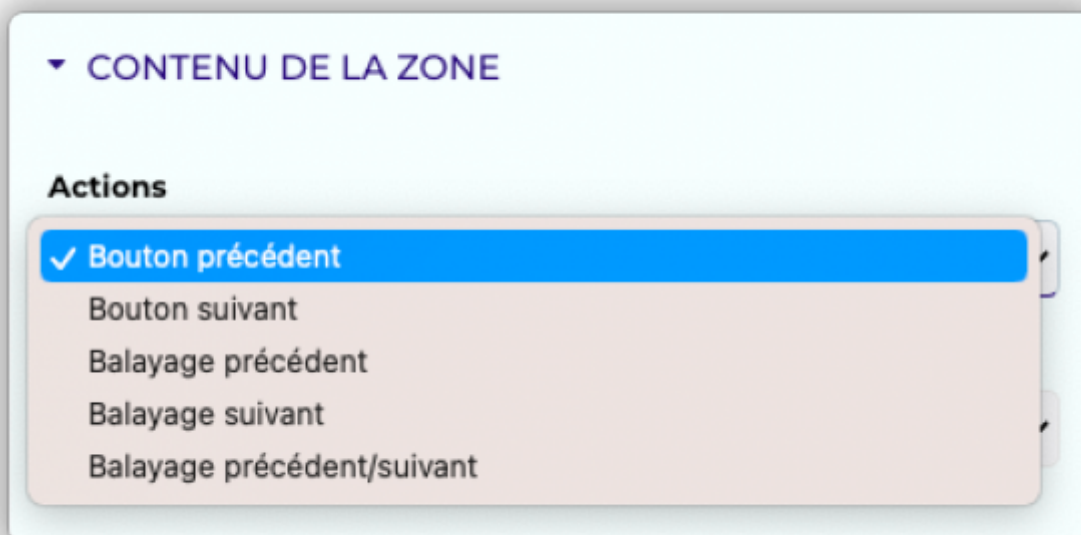 CONTENU DE LA ZONE
Actions
Bouton précédent
Bouton suivant
Balayage précédent
Balayage suivant
Balayage précédent/suivant